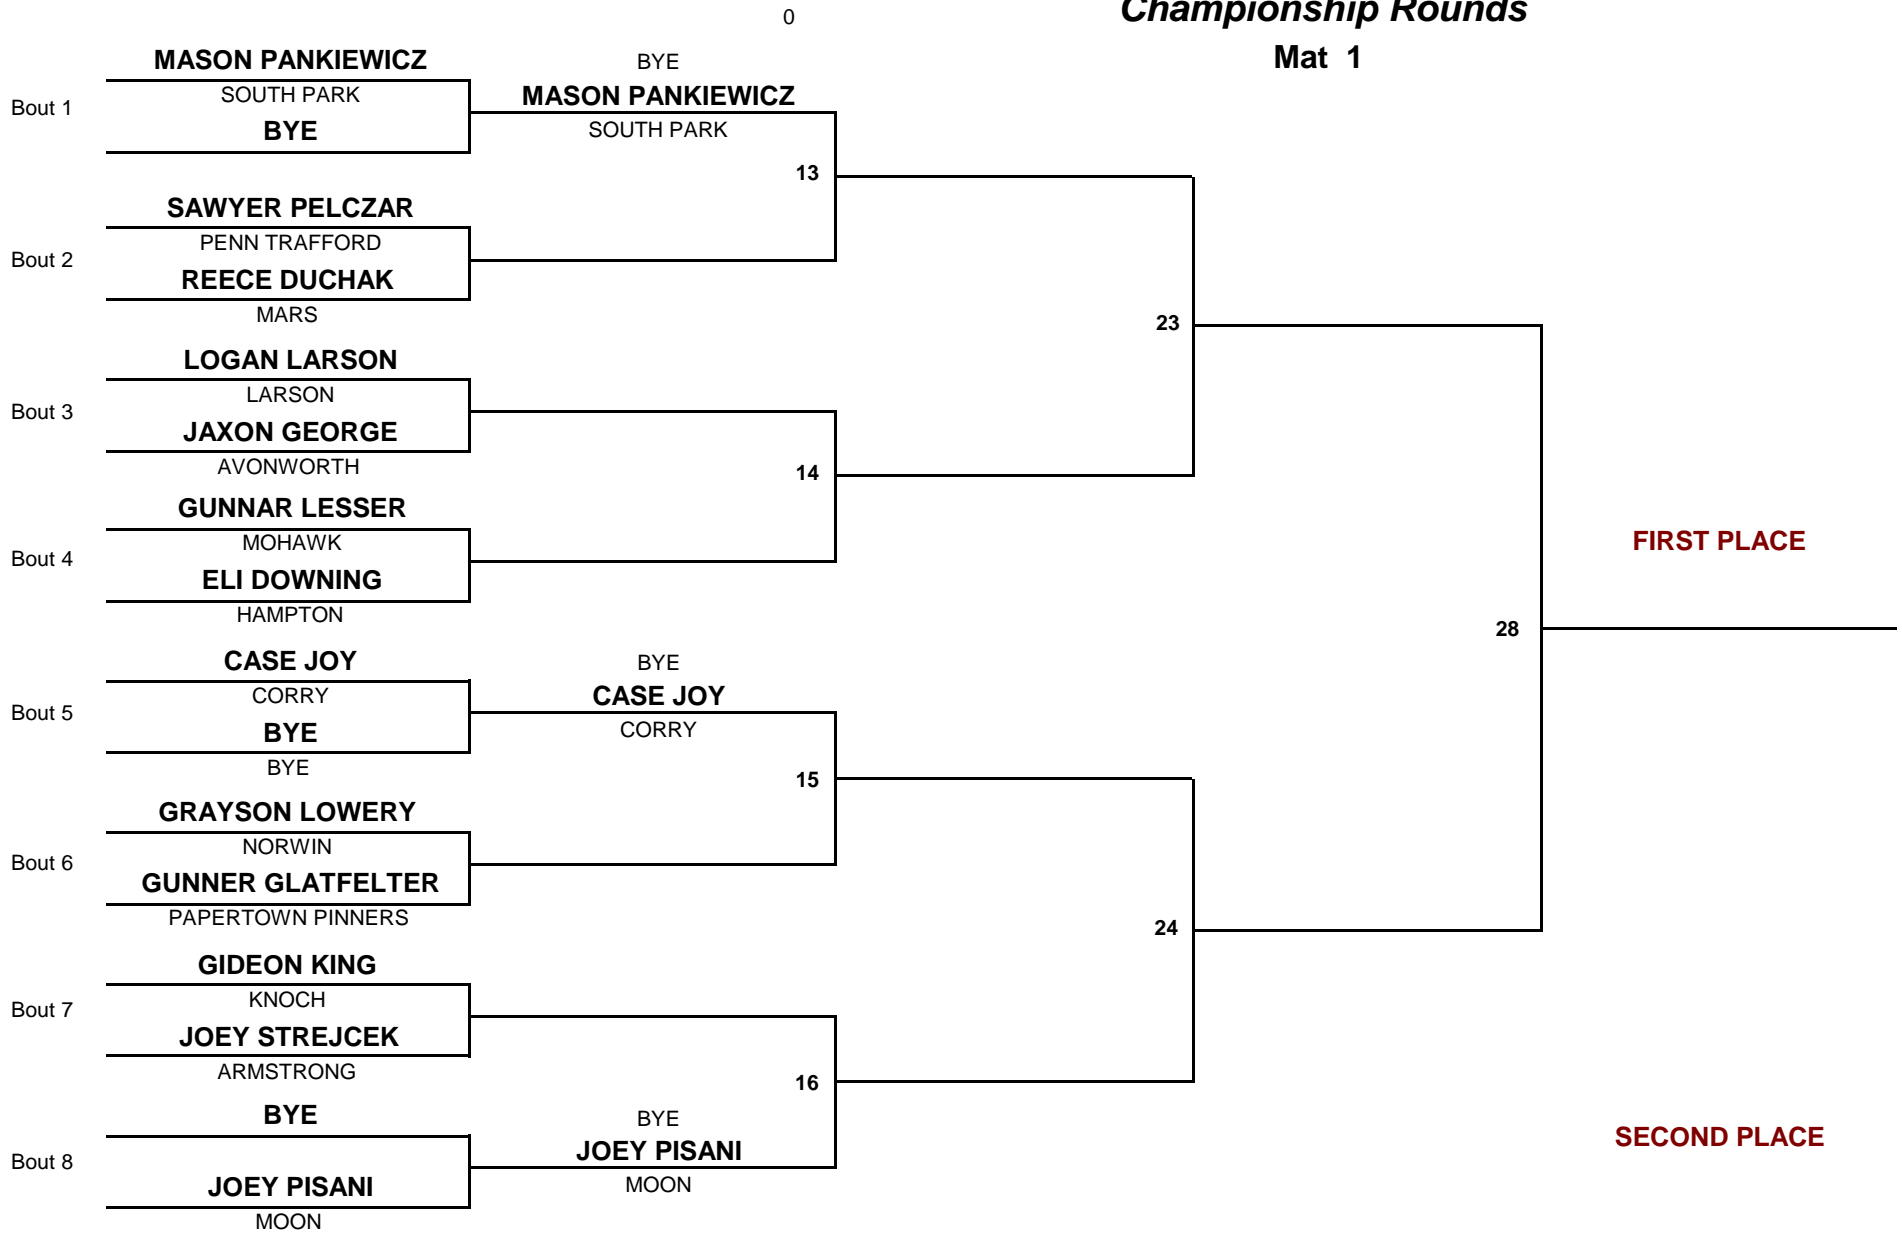 0
Championship Rounds
Mat 1
MASON PANKIEWICZ
BYE
Bout 1
SOUTH PARK
MASON PANKIEWICZ
BYE
SOUTH PARK
13
SAWYER PELCZAR
Bout 2
PENN TRAFFORD
REECE DUCHAK
MARS
23
LOGAN LARSON
Bout 3
LARSON
JAXON GEORGE
AVONWORTH
14
GUNNAR LESSER
Bout 4
MOHAWK
ELI DOWNING
HAMPTON
FIRST PLACE
28
CASE JOY
BYE
Bout 5
CORRY
CASE JOY
BYE
CORRY
BYE
15
GRAYSON LOWERY
Bout 6
NORWIN
GUNNER GLATFELTER
PAPERTOWN PINNERS
24
GIDEON KING
Bout 7
KNOCH
JOEY STREJCEK
ARMSTRONG
16
BYE
BYE
Bout 8
JOEY PISANI
MOON
JOEY PISANI
MOON
SECOND PLACE